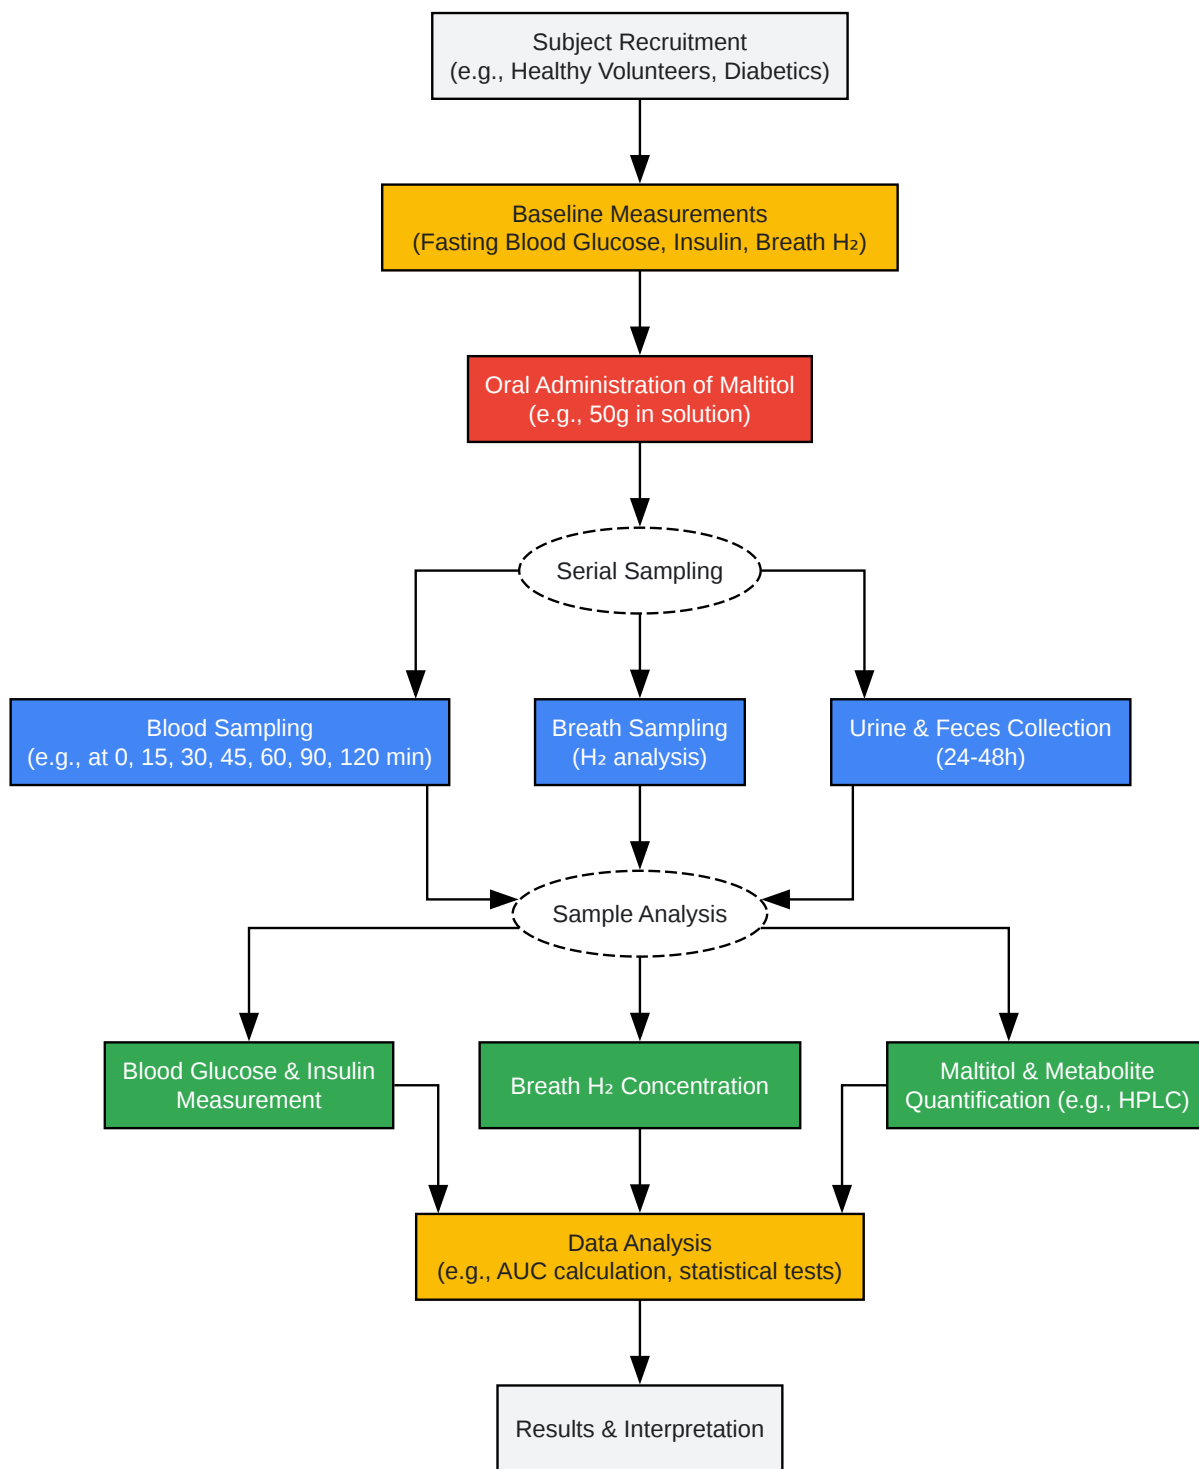 Subject Recruitment
(e.g., Healthy Volunteers, Diabetics)
Baseline Measurements
(Fasting Blood Glucose, Insulin, Breath H₂)
Oral Administration of Maltitol
(e.g., 50g in solution)
Serial Sampling
Blood Sampling
(e.g., at 0, 15, 30, 45, 60, 90, 120 min)
Breath Sampling
(H₂ analysis)
Urine & Feces Collection
(24-48h)
Sample Analysis
Blood Glucose & Insulin
Measurement
Breath H₂ Concentration
Maltitol & Metabolite
Quantification (e.g., HPLC)
Data Analysis
(e.g., AUC calculation, statistical tests)
Results & Interpretation